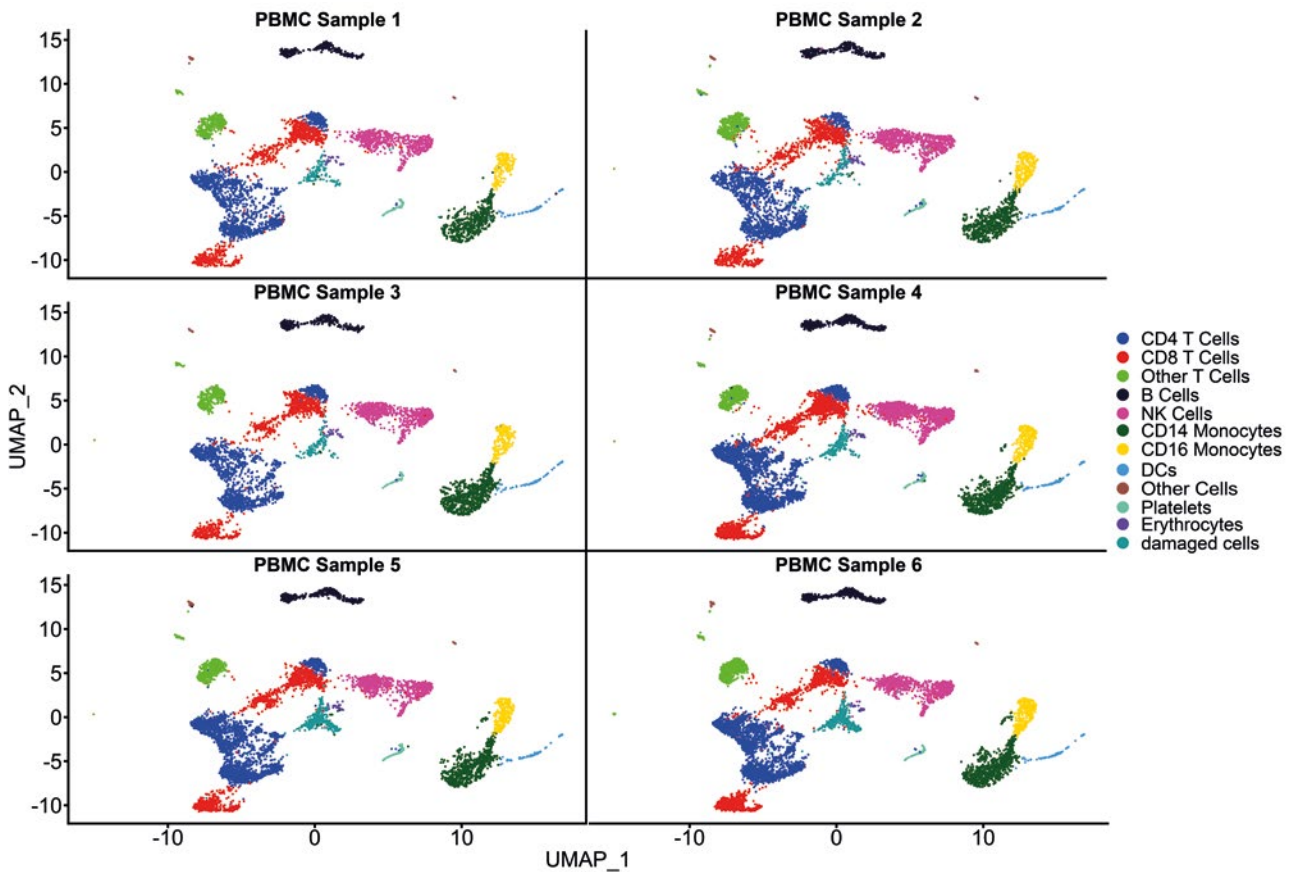 PBMC Sample 1
PBMC Sample 2
15
10
5
0
-5
-10
PBMC Sample 3
PBMC Sample 4
15
10
5
0
-5
-10
UMAP_2
CD4 T Cells
CD8 T Cells
Other T Cells
B Cells
NK Cells
CD14 Monocytes
CD16 Monocytes
DCs
Other Cells
Platelets
Erythrocytes
damaged cells
PBMC Sample 5
PBMC Sample 6
15
10
5
0
-5
-10
-10
0
10
-10
0
10
UMAP_1